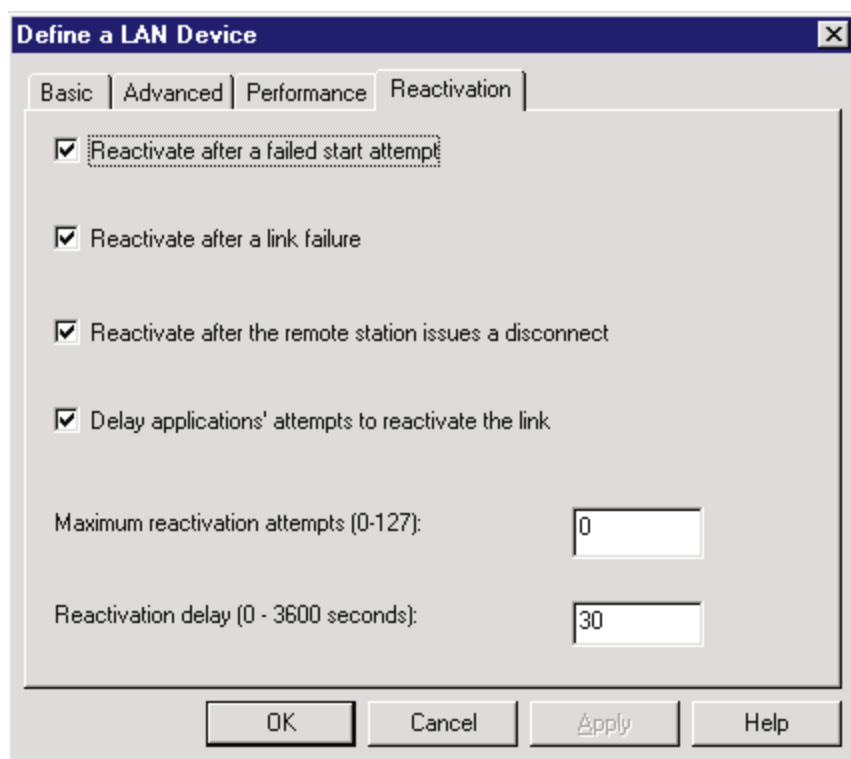 Define a LAN Device
Basic
Advanced
Performance
Reactivation
Reactivate after a failed start attempt
Reactivate after a link failure
Reactivate after the remote station issues a disconnect
Delay applications' attempts to reactivate the link
Maximum reactivation attempts (0-127):
0
Reactivation delay (0 - 3600 seconds):
30
OK
Cancel
Apply
Help